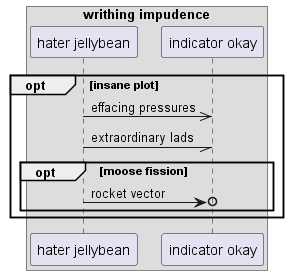 writhing impudence
hater jellybean
indicator okay
opt [insane plot]
effacing pressures
extraordinary lads
opt [moose fission]
rocket vector
hater jellybean
indicator okay